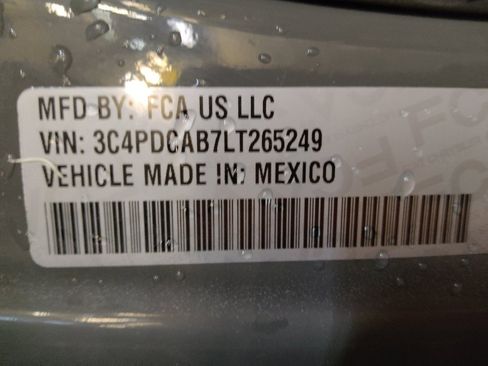 MFD BY: FCA US LLC
VIN: 3C4PDCAB7LT265249
VEHICLE MADE IN: MEXICO